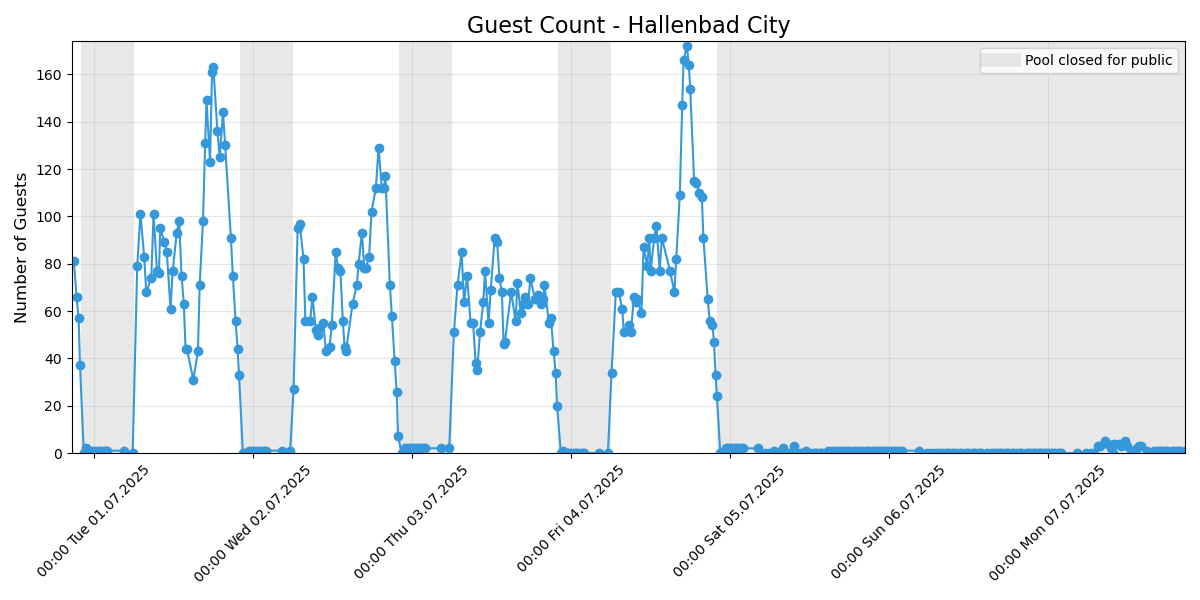 Guest Count - Hallenbad City
Pool closed for public
Number of Guests
160
140
120
100
80
60
40
20
0
00:00 Tue 01.07.2025
00:00 Wed 02.07.2025
00:00 Thu 03.07.2025
00:00 Fri 04.07.2025
00:00 Sat 05.07.2025
00:00 Sun 06.07.2025
00:00 Mon 07.07.2025